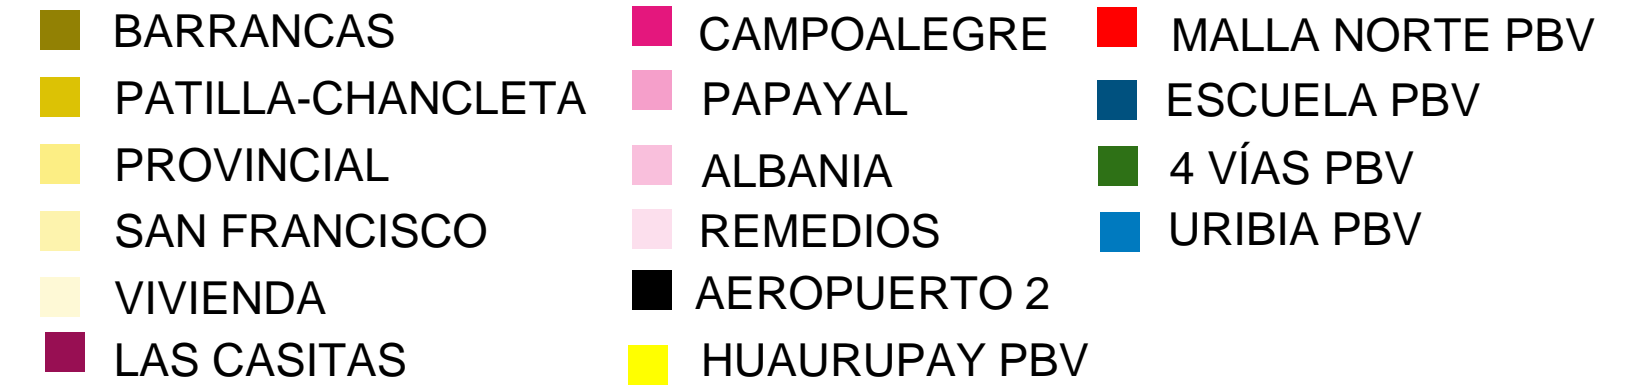 BARRANCAS
PATILLA-CHANCLETA
PROVINCIAL
SAN FRANCISCO
VIVIENDA
LAS CASITAS
CAMPOALEGRE
PAPAYAL
ALBANIA
REMEDIOS
AEROPUERTO 2
HUAURUPAY PBV
MALLA NORTE PBV
ESCUELA PBV
4 VÍAS PBV
URIBIA PBV